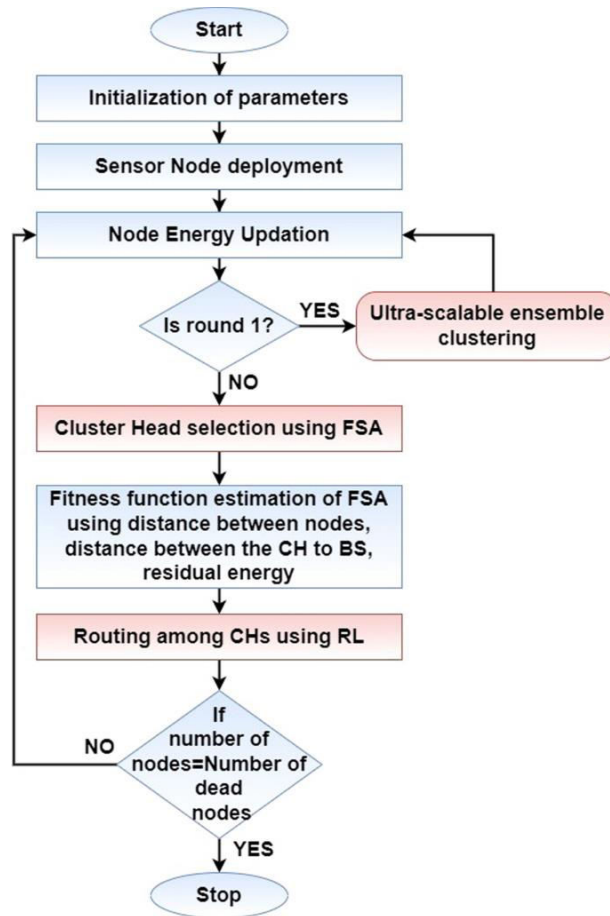 Start
Initialization of parameters
Sensor Node deployment
Node Energy Updation
Is round 1?
YES
Ultra-scalable ensemble
clustering
NO
Cluster Head selection using FSA
Fitness function estimation of FSA
using distance between nodes,
distance between the CH to BS,
residual energy
Routing among CHs using RL
If
number of
nodes=Number of
dead
nodes
NO
YES
Stop